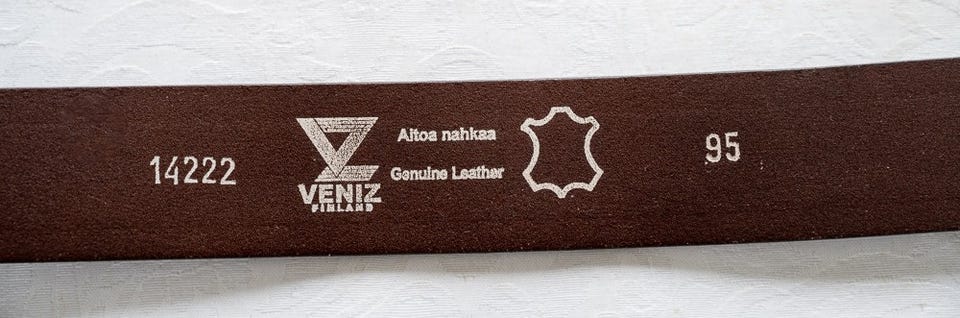 14222
VENIZ
FINLAND
Aitoa nahkaa
Genuine Leather
95